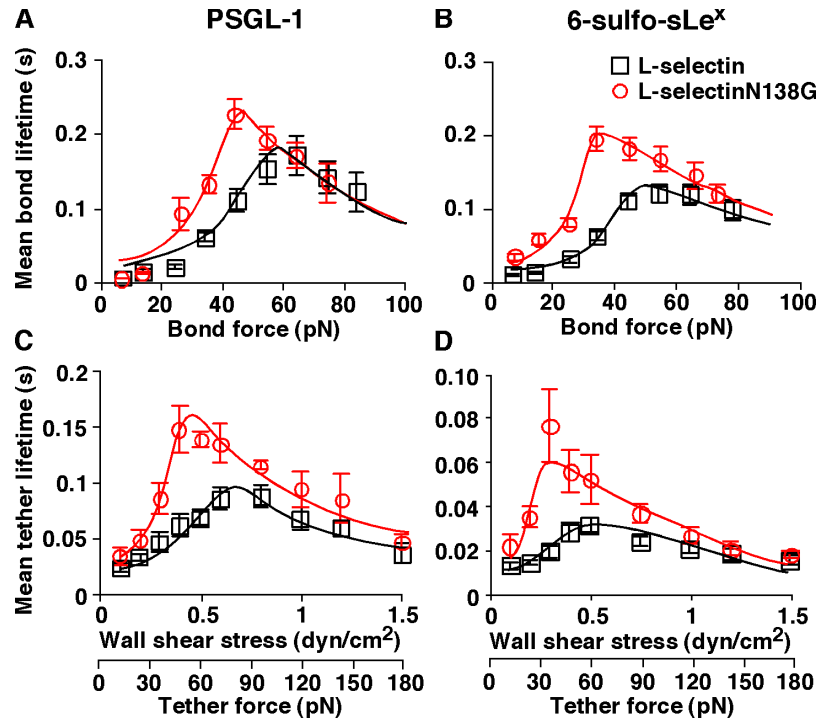 A
PSGL-1
B
6-sulfo-sLeˣ
L-selectin
L-selectinN138G
Mean bond lifetime (s)
0.3
0.2
0.1
0
0 20 40 60 80 100
Bond force (pN)
0.3
0.2
0.1
0
0 20 40 60 80 100
Bond force (pN)
C
D
Mean tether lifetime (s)
0.2
0.15
0.1
0.05
0
0 0.5 1 1.5
Wall shear stress (dyn/cm²)
0 30 60 90 120 150 180
Tether force (pN)
0.10
0.08
0.06
0.04
0.02
0
0 0.5 1 1.5
Wall shear stress (dyn/cm²)
0 30 60 90 120 150 180
Tether force (pN)